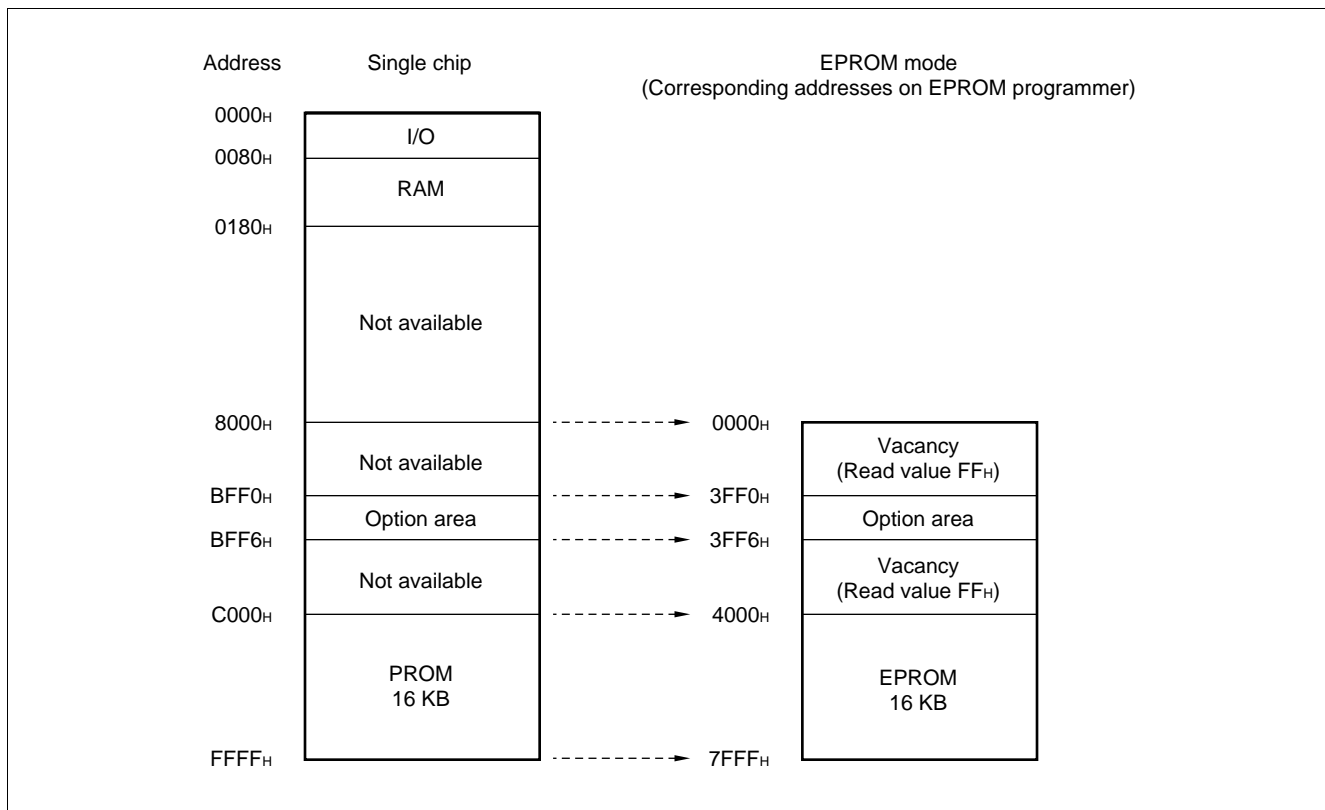 Address Single chip EPROM mode
(Corresponding addresses on EPROM programmer)
0000H
I/O
0080H
RAM
0180H
Not available
8000H 0000H
Not available
Vacancy
(Read value FFH)
BFF0H 3FF0H
Option area Option area
BFF6H 3FF6H
Not available
Vacancy
(Read value FFH)
C000H 4000H
PROM
16 KB
EPROM
16 KB
FFFFH 7FFFH